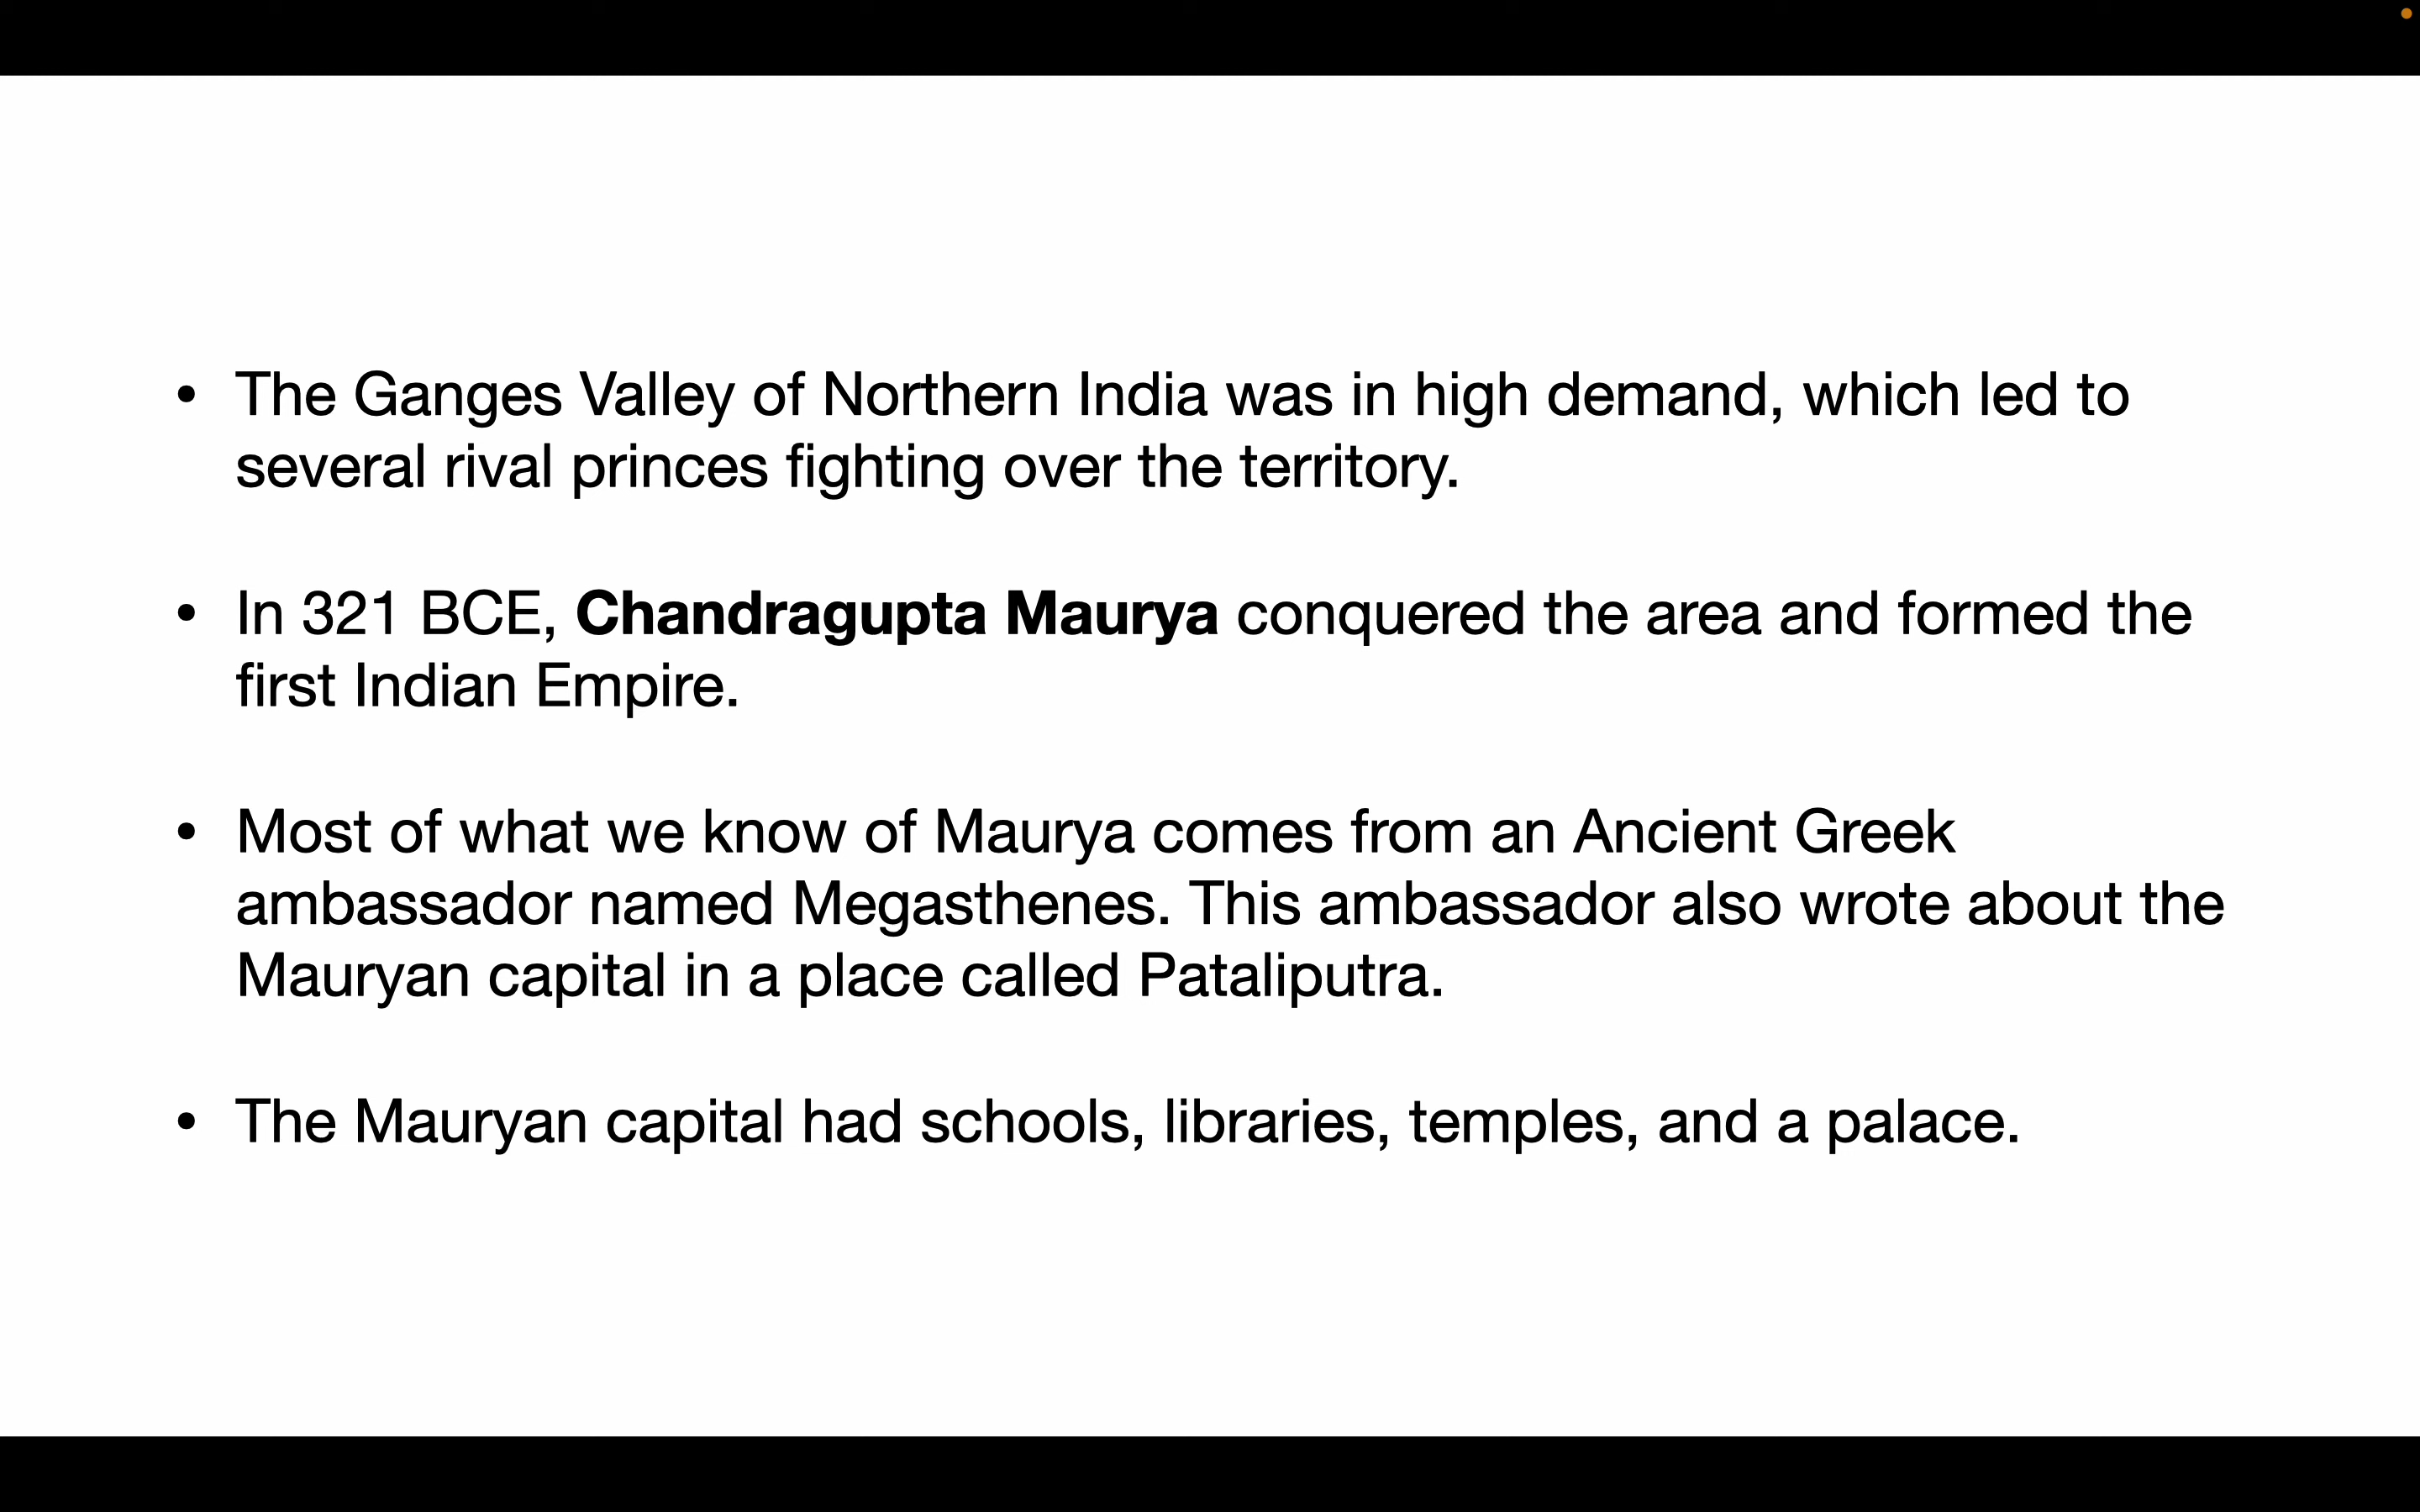 • The Ganges Valley of Northern India was in high demand, which led to
several rival princes fighting over the territory.
• In 321 BCE, Chandragupta Maurya conquered the area and formed the
first Indian Empire.
• Most of what we know of Maurya comes from an Ancient Greek
ambassador named Megasthenes. This ambassador also wrote about the
Mauryan capital in a place called Pataliputra.
• The Mauryan capital had schools, libraries, temples, and a palace.